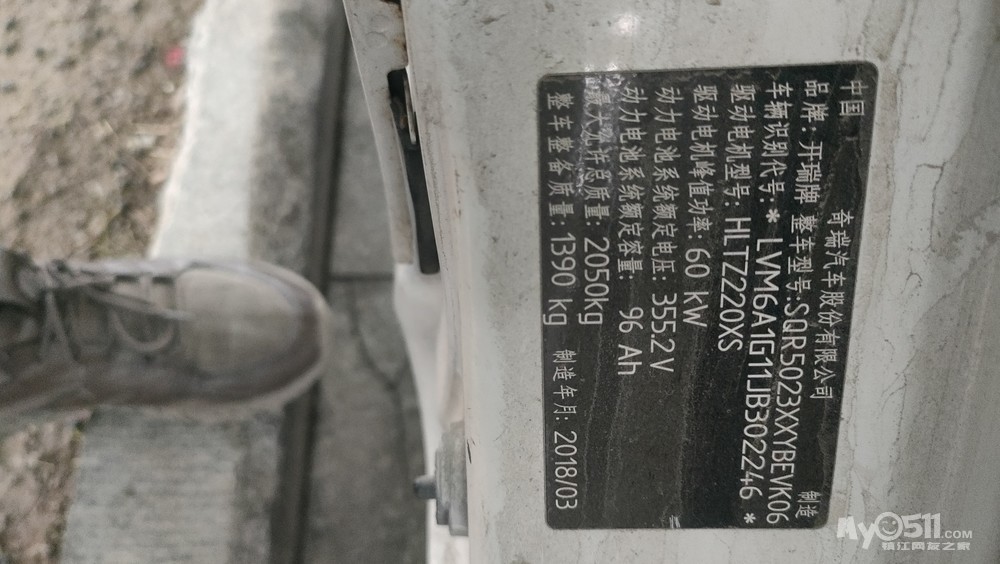 中国 奇瑞汽车股份有限公司 制造
品牌:开瑞牌 整车型号:SQR5023XXYBEVK06
车辆识别代号:* LVM6A1G11JB302246 *
驱动电机型号: HLTZ220XS
驱动电机峰值功率:60 kW
动力电池系统额定电压: 355.2V
动力电池系统额定容量: 96 Ah
最大允许总质量: 2050kg
整车整备质量: 1390 kg 制造年月: 2018/03
My0511.COM
镇江网友之家